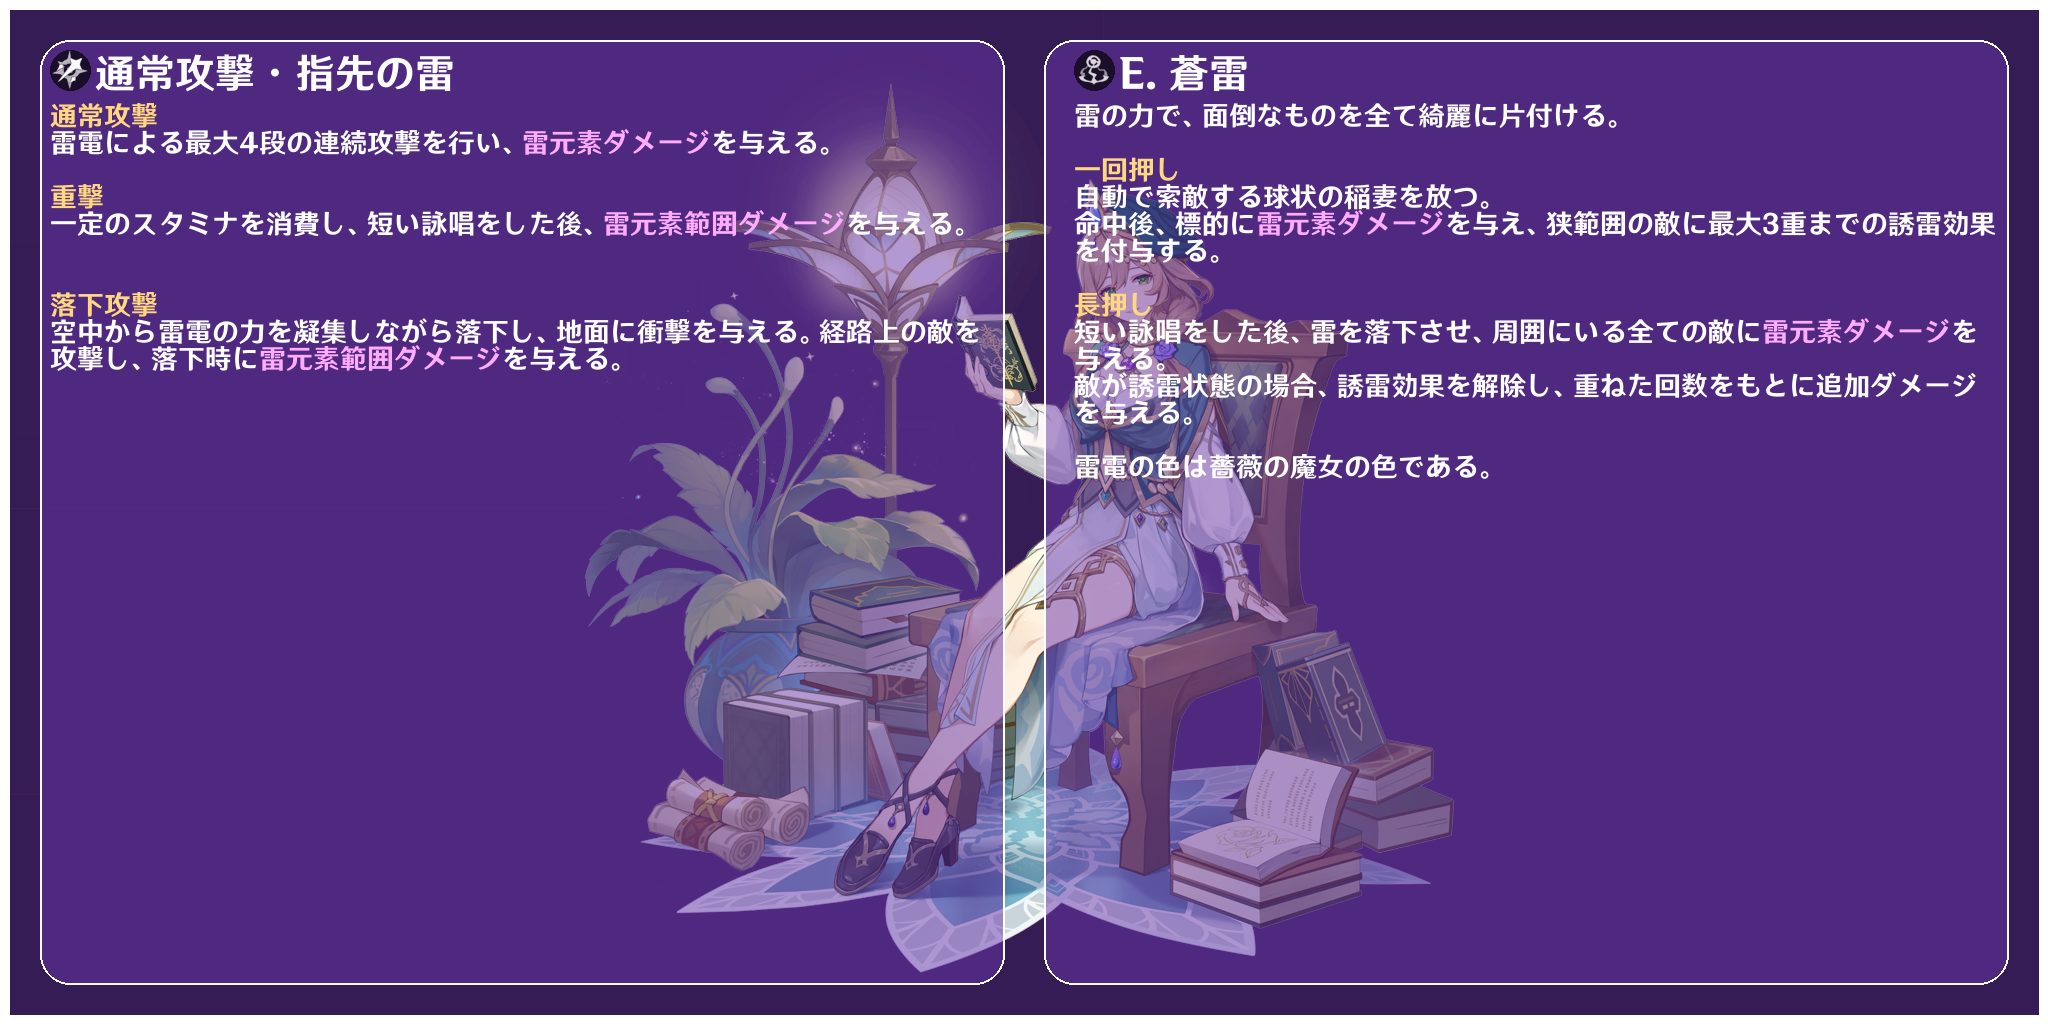 通常攻撃・指先の雷
通常攻撃
雷電による最大4段の連続攻撃を行い、雷元素ダメージを与える。
重撃
一定のスタミナを消費し、短い詠唱をした後、雷元素範囲ダメージを与える。
落下攻撃
空中から雷電の力を凝集しながら落下し、地面に衝撃を与える。経路上の敵を
攻撃し、落下時に雷元素範囲ダメージを与える。
E. 蒼雷
雷の力で、面倒なものを全て綺麗に片付ける。
一回押し
自動で索敵する球状の稲妻を放つ。
命中後、標的に雷元素ダメージを与え、狭範囲の敵に最大3重までの誘雷効果
を付与する。
長押し
短い詠唱をした後、雷を落下させ、周囲にいる全ての敵に雷元素ダメージを
与える。
敵が誘雷状態の場合、誘雷効果を解除し、重ねた回数をもとに追加ダメージ
を与える。
雷電の色は薔薇の魔女の色である。